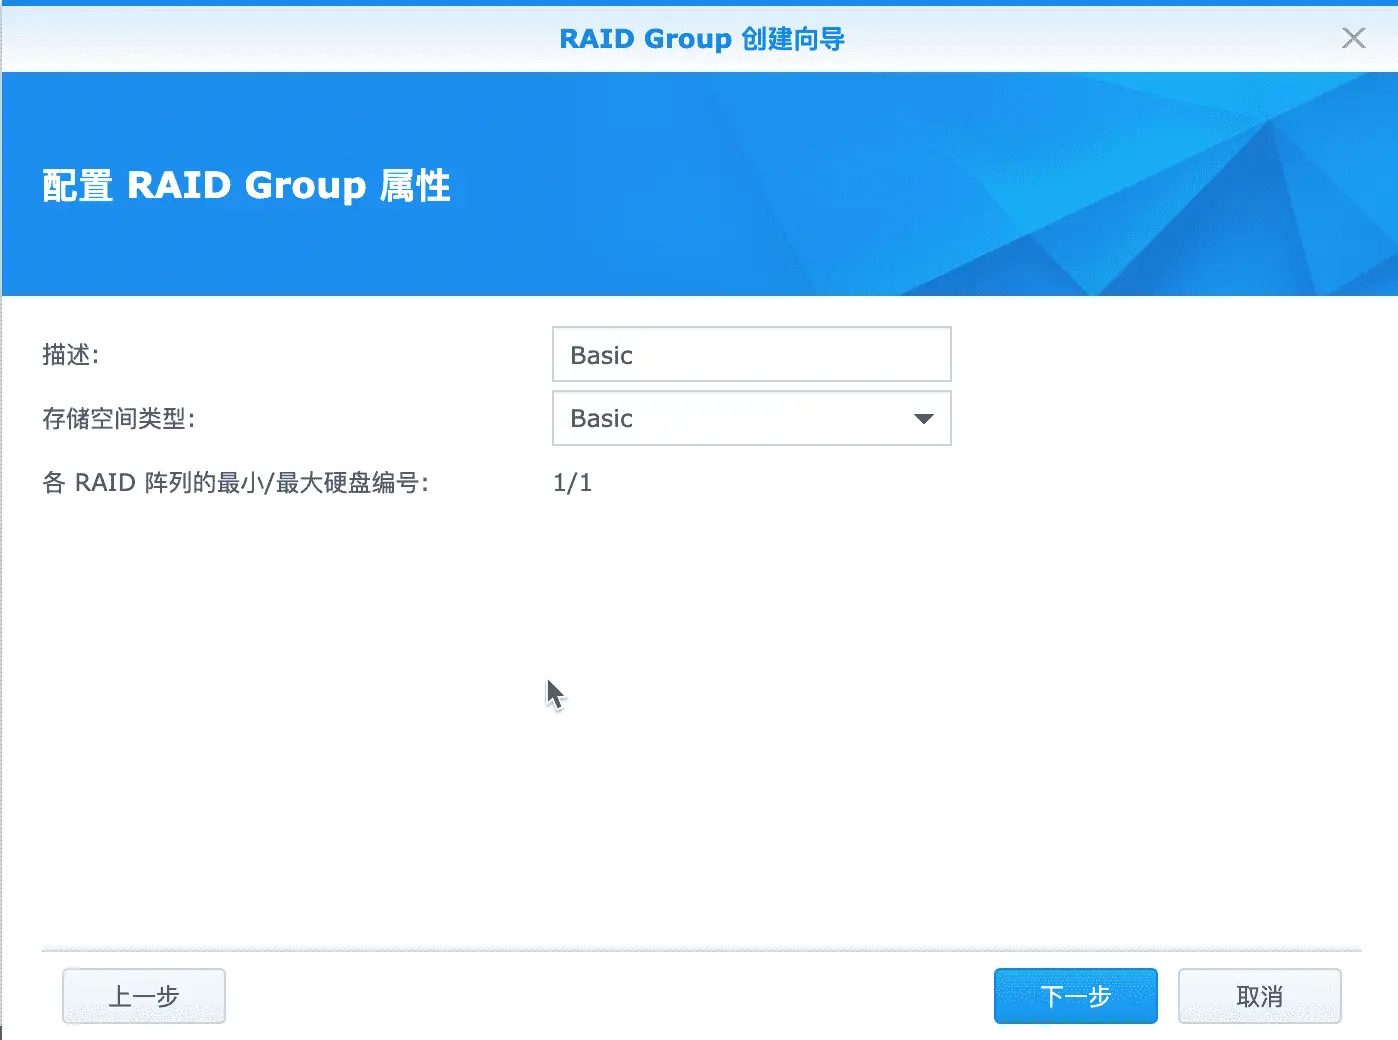 RAID Group 创建向导
配置 RAID Group 属性
描述: Basic
存储空间类型: Basic
各 RAID 阵列的最小/最大硬盘编号: 1/1
上一步 下一步 取消